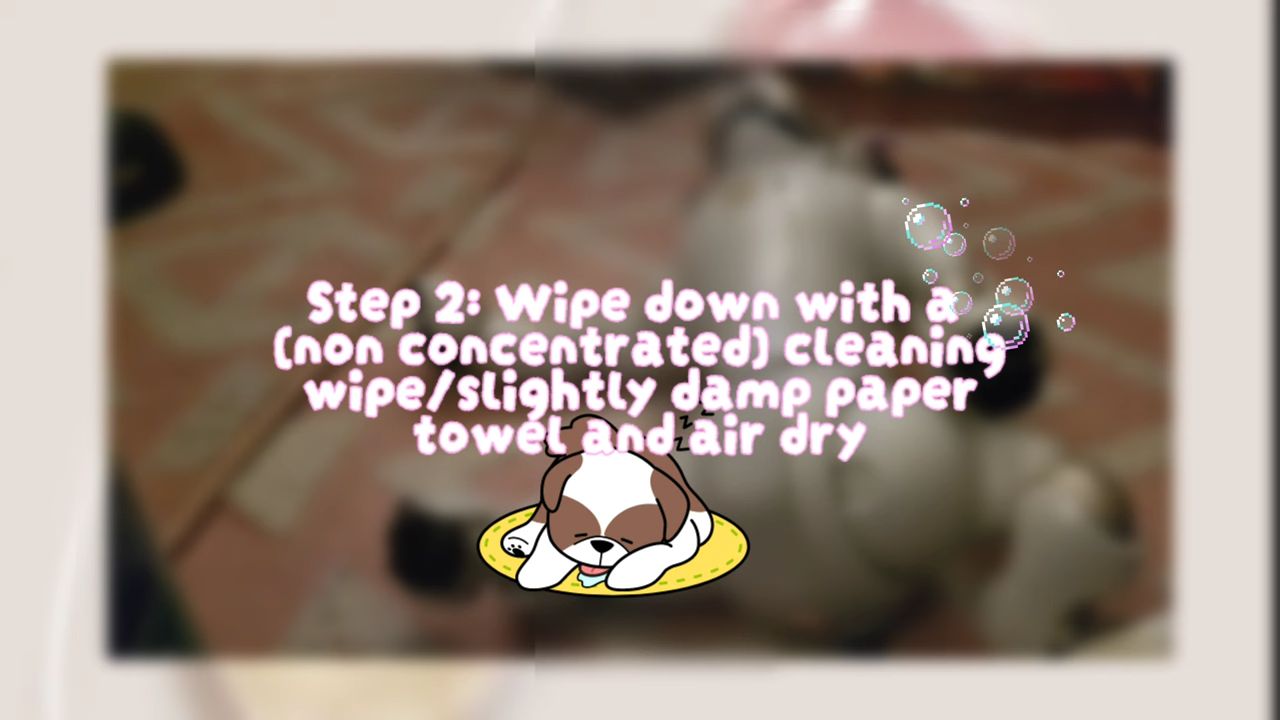 Step 2: Wipe down with a
(non concentrated) cleaning
wipe/slightly damp paper
towel and air dry
z z z